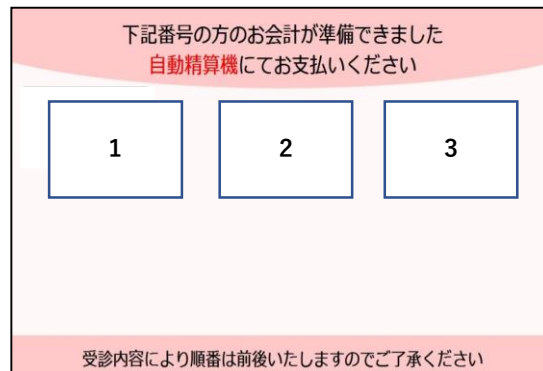 下記番号の方のお会計が準備できました
自動精算機にてお支払いください
1 2 3
受診内容により順番は前後いたしますのでご了承ください